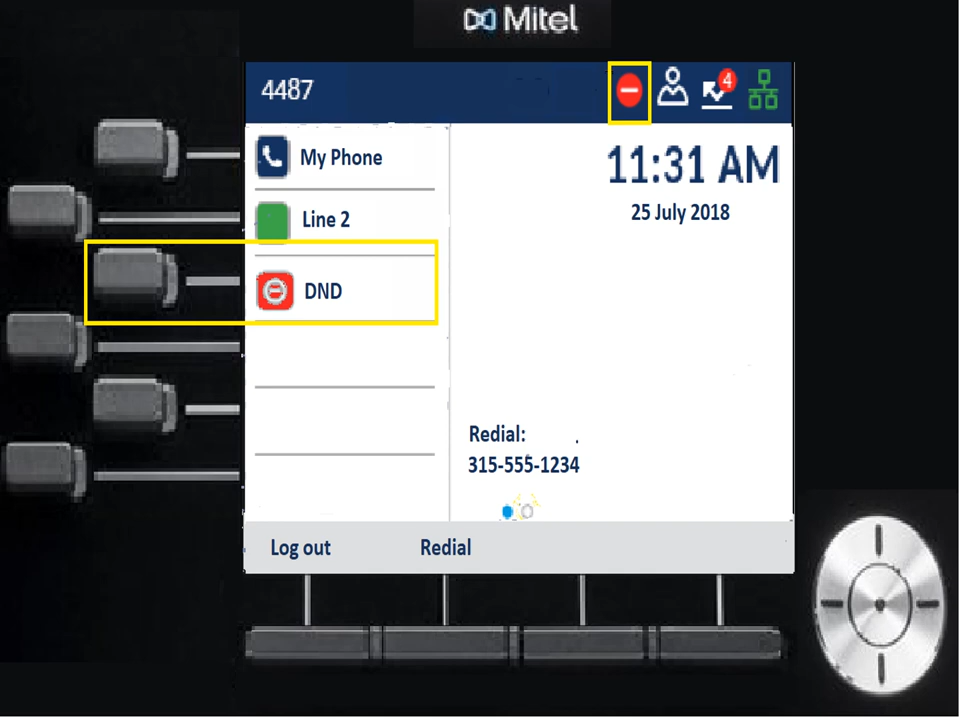 Mitel
4487
4
My Phone
11:31 AM
25 July 2018
Line 2
DND
Redial:
315-555-1234
Log out
Redial